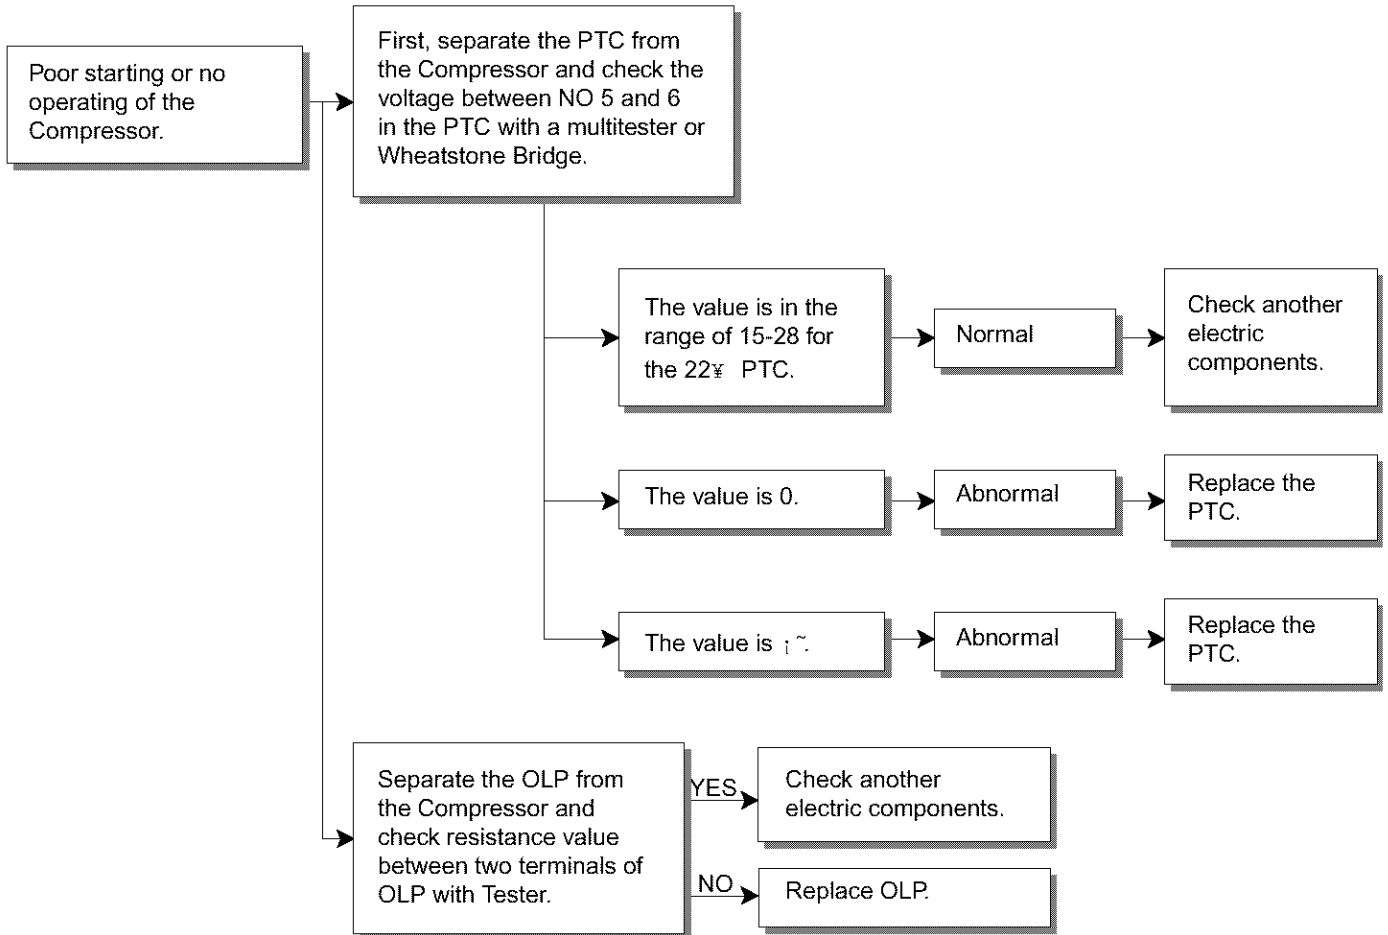 Poor starting or no
operating of the
Compressor.
First, separate the PTC from
the Compressor and check the
voltage between NO 5 and 6
in the PTC with a multitester or
Wheatstone Bridge.
The value is in the
range of 15-28 for
the 22¥ PTC.
Normal
Check another
electric
components.
The value is 0.
Abnormal
Replace the
PTC.
The value is ¡˜.
Abnormal
Replace the
PTC.
Separate the OLP from
the Compressor and
check resistance value
between two terminals of
OLP with Tester.
YES
Check another
electric components.
NO
Replace OLP.